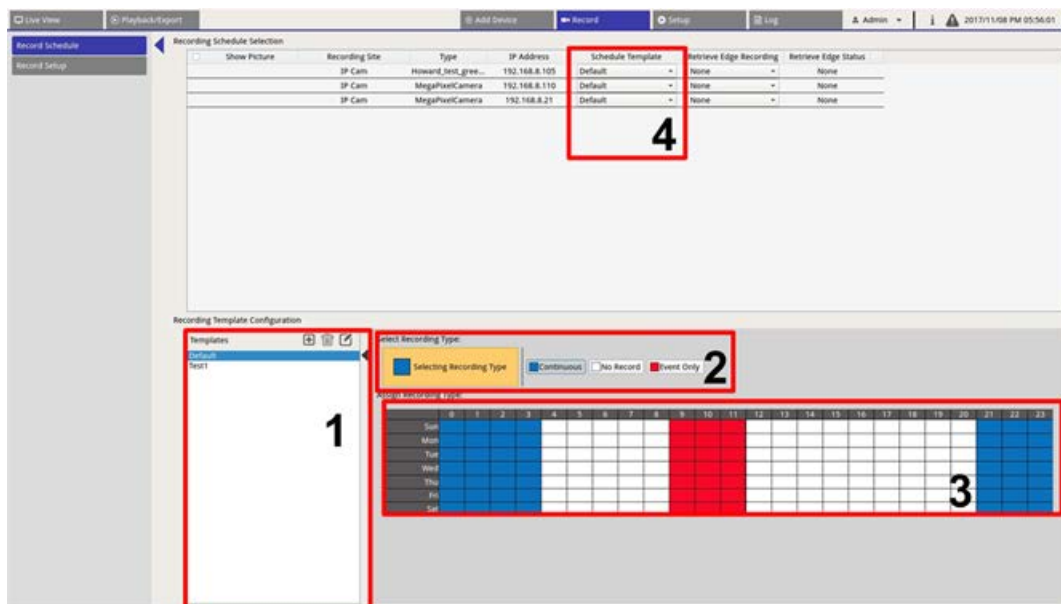 Live View Playback/Export Add Device Record Setup Log Admin i 2017/11/08 PM 05:56:01
Record Schedule
Record Setup
Recording Schedule Selection
Show Picture Recording Site Type IP Address Schedule Template Retrieve Edge Recording Retrieve Edge Status
IP Cam Howard_test_gree... 192.168.8.105 Default None None
IP Cam MegaPixelCamera 192.168.8.110 Default None None
IP Cam MegaPixelCamera 192.168.8.21 Default None None
4
Recording Template Configuration
Templates
Default
Test1
1
Select Recording Type:
Selecting Recording Type Continuous No Record Event Only
2
Assign Recording Type:
0 1 2 3 4 5 6 7 8 9 10 11 12 13 14 15 16 17 18 19 20 21 22 23
Sun
Mon
Tue
Wed
Thu
Fri
Sat
3